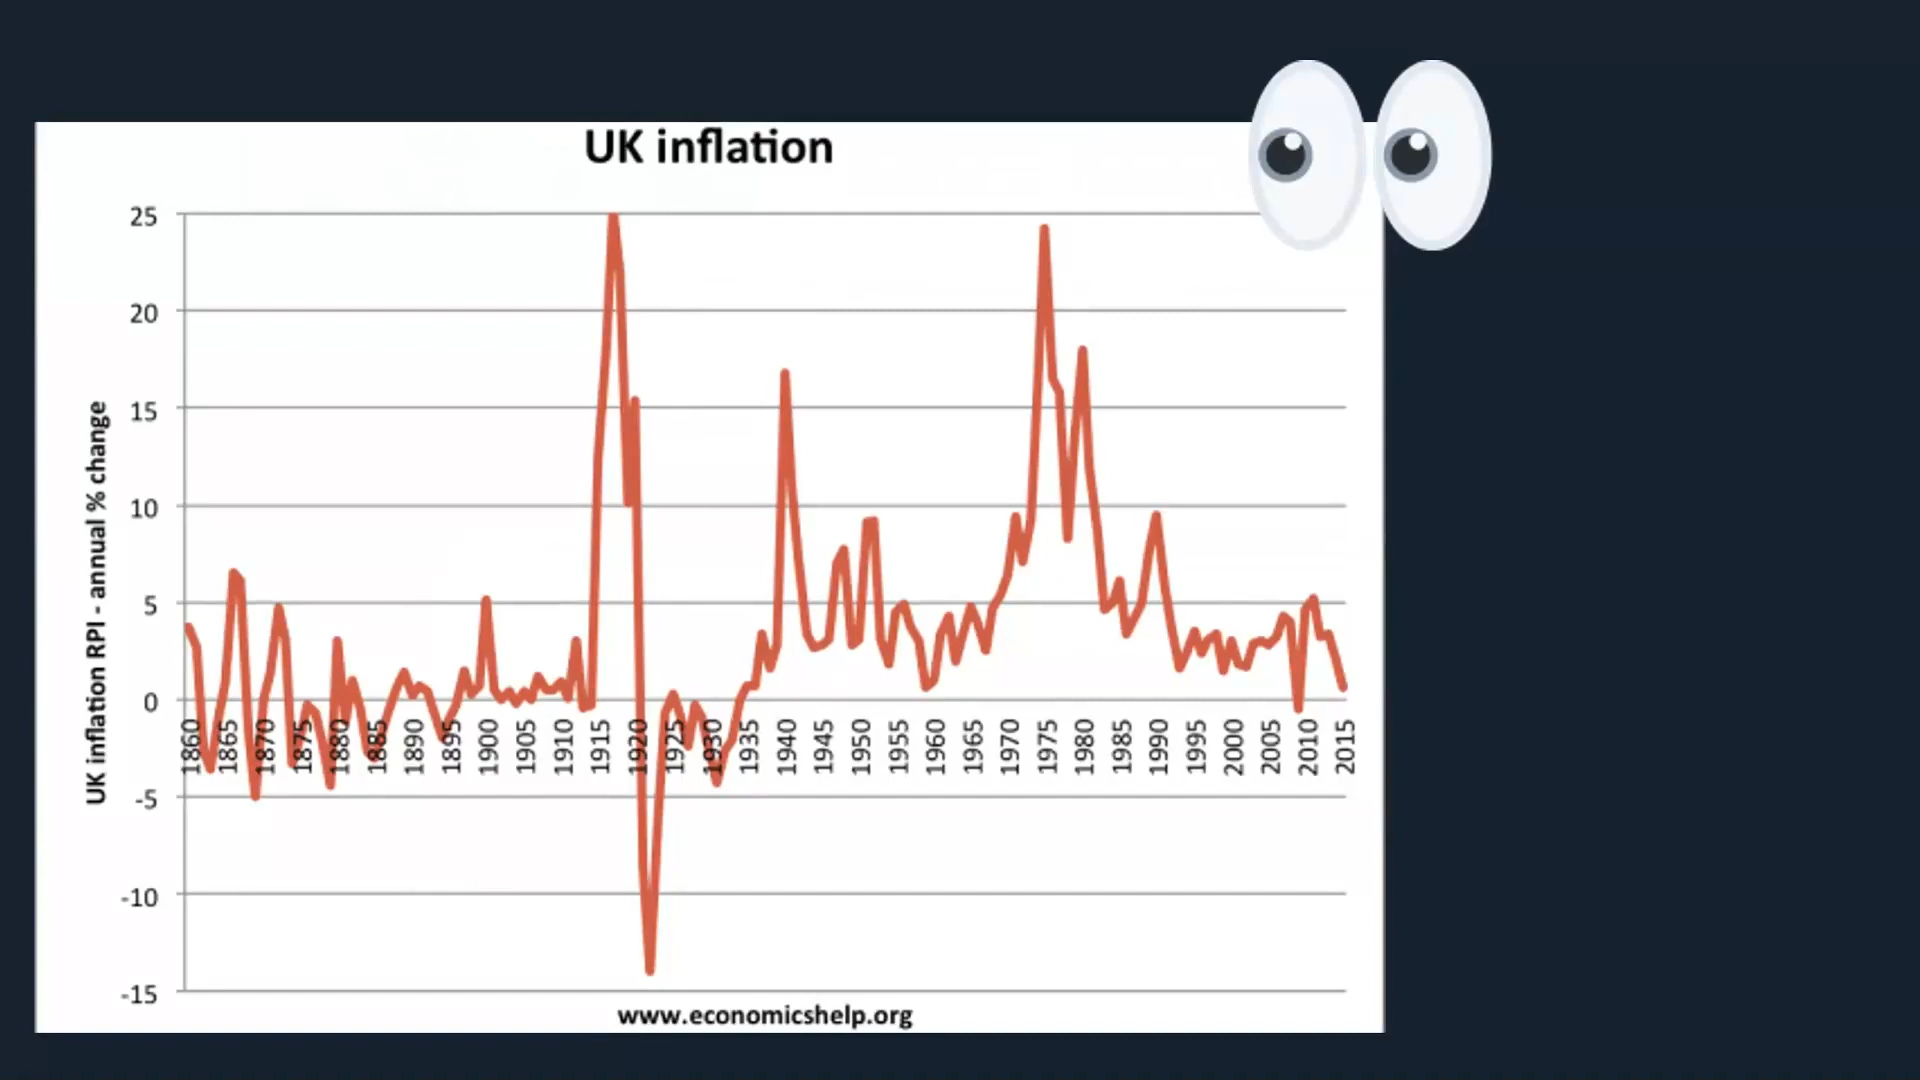 UK inflation
UK inflation RPI - annual % change
25
20
15
10
5
0
-5
-10
-15
1860 1865 1870 1875 1880 1885 1890 1895 1900 1905 1910 1915 1920 1925 1930 1935 1940 1945 1950 1955 1960 1965 1970 1975 1980 1985 1990 1995 2000 2005 2010 2015
www.economicshelp.org